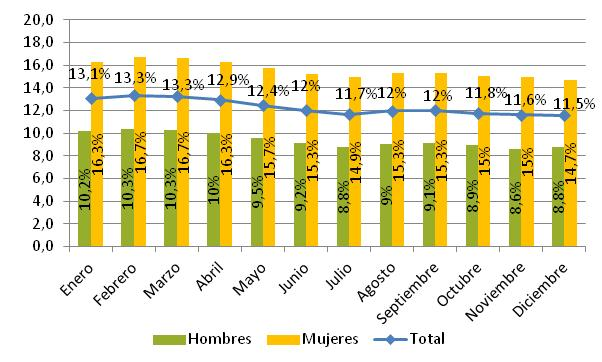 20,0
18,0
16,0
14,0
12,0
10,0
8,0
6,0
4,0
2,0
0,0
13,1% 13,3% 13,3% 12,9% 12,4% 12% 11,7% 12% 12% 11,8% 11,6% 11,5%
10,2% 16,3% 10,3% 16,7% 10,3% 16,7% 10% 16,3% 9,5% 15,7% 9,2% 15,3% 8,8% 14,9% 9% 15,3% 9,1% 15,3% 8,9% 15% 8,6% 15% 8,8% 14,7%
Enero Febrero Marzo Abril Mayo Junio Julio Agosto Septiembre Octubre Noviembre Diciembre
Hombres Mujeres Total